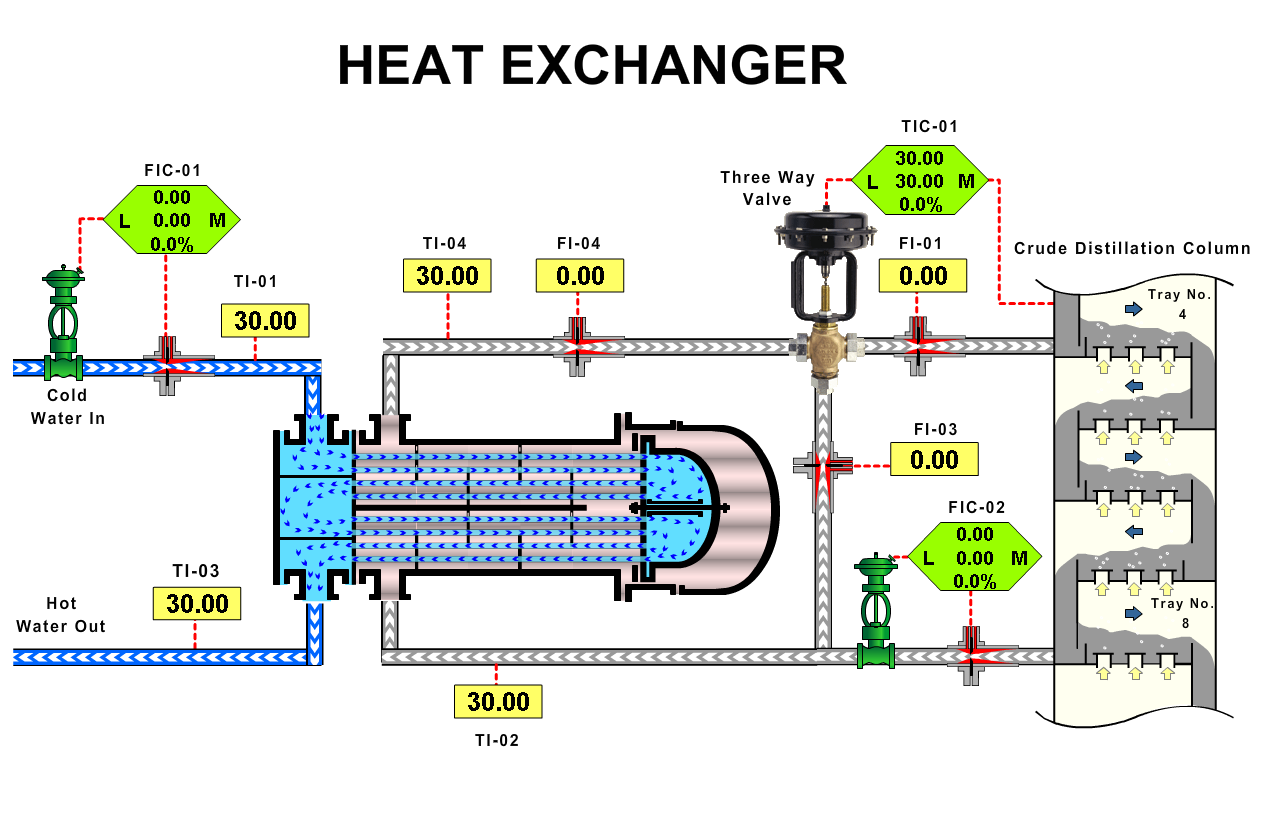 HEAT EXCHANGER
TIC-01
30.00
L 30.00 M
0.0%
FIC-01
0.00
L 0.00 M
0.0%
Three Way
Valve
TI-04
30.00
FI-04
0.00
FI-01
0.00
Crude Distillation Column
TI-01
30.00
Tray No.
4
Cold
Water In
FI-03
0.00
FIC-02
0.00
L 0.00 M
0.0%
TI-03
30.00
Hot
Water Out
Tray No.
8
30.00
TI-02